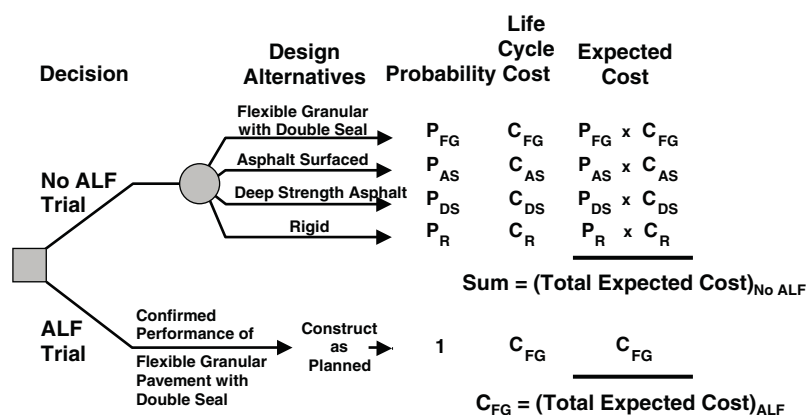 Decision
Design
Alternatives
Probability
Life
Cycle
Cost
Expected
Cost
No ALF
Trial
Flexible Granular
with Double Seal
P_FG C_FG P_FG x C_FG
Asphalt Surfaced
P_AS C_AS P_AS x C_AS
Deep Strength Asphalt
P_DS C_DS P_DS x C_DS
Rigid
P_R C_R P_R x C_R
Sum = (Total Expected Cost)_No ALF
ALF
Trial
Confirmed
Performance of
Flexible Granular
Pavement with
Double Seal
Construct
as
Planned
1 C_FG C_FG
C_FG = (Total Expected Cost)_ALF